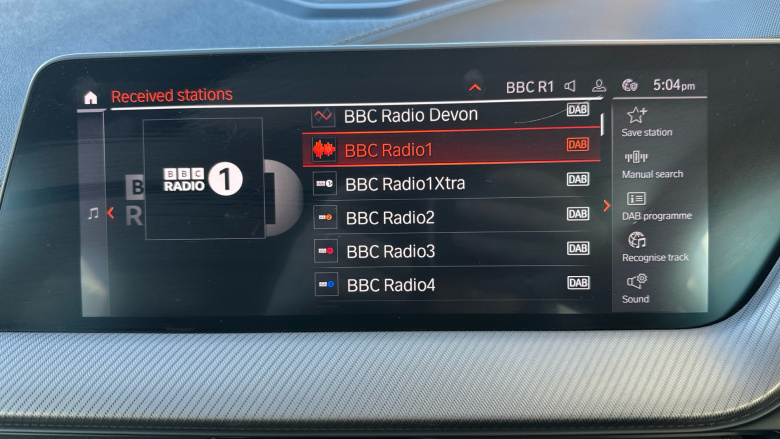 Received stations
BBC R1
5:04pm
BBC RADIO 1
B
R
BBC Radio Devon DAB
BBC Radio1 DAB
BBC Radio1Xtra DAB
BBC Radio2 DAB
BBC Radio3 DAB
BBC Radio4 DAB
Save station
Manual search
DAB programme
Recognise track
Sound